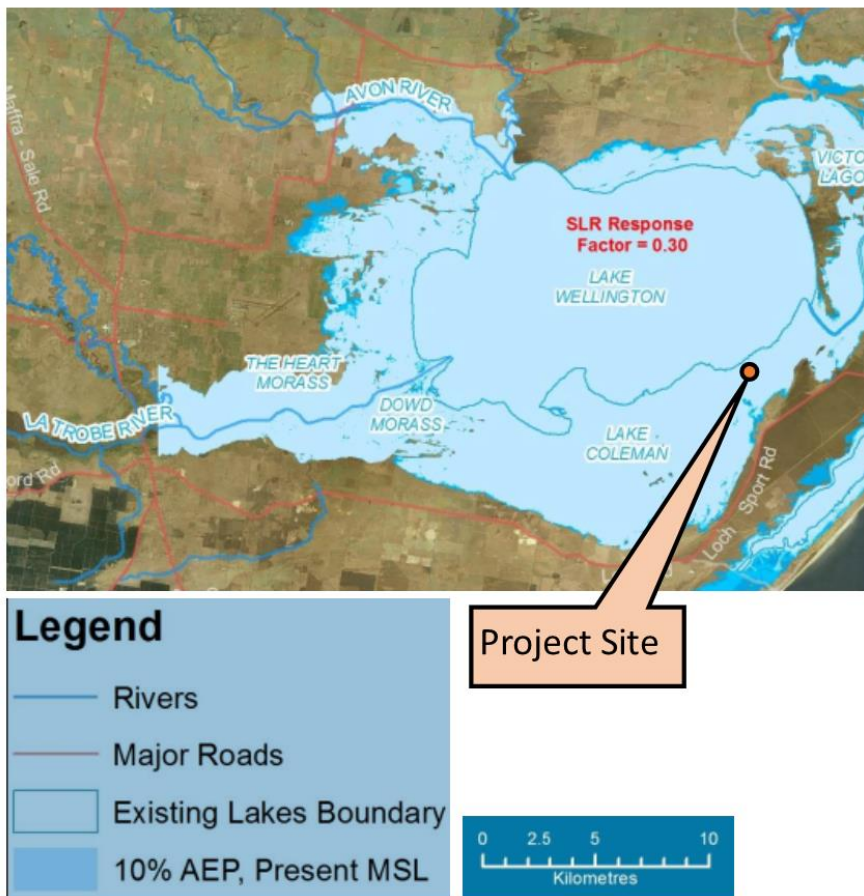 Maffra - Sale Rd
AVON RIVER
VICTO
LAGO
SLR Response
Factor = 0.30
LAKE
WELLINGTON
THE HEART
MORASS
DOWD
MORASS
LA TROBE RIVER
LAKE
COLEMAN
ord Rd
Loch Sport Rd
Project Site
Legend
Rivers
Major Roads
Existing Lakes Boundary
10% AEP, Present MSL
0 2.5 5 10
Kilometres